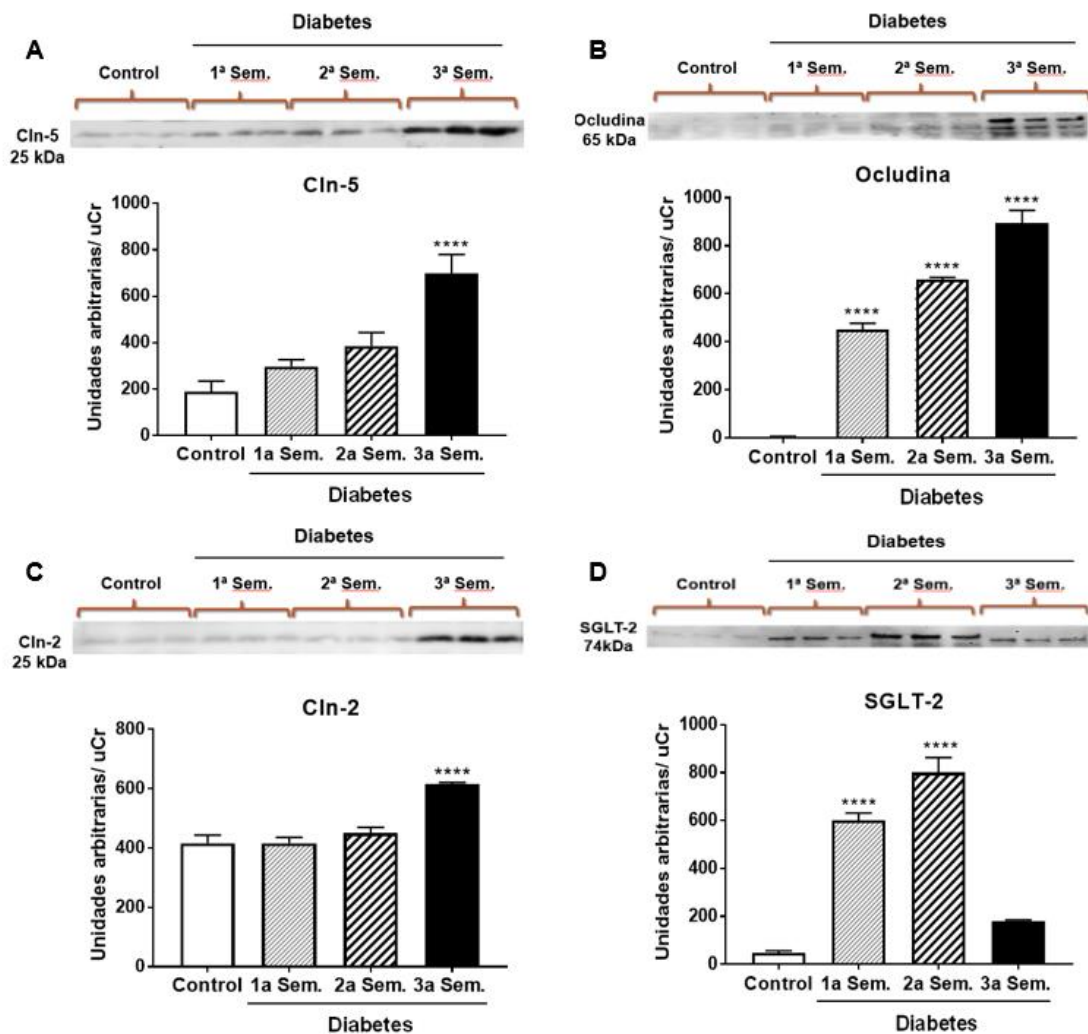 A
Diabetes
Control 1ª Sem. 2ª Sem. 3ª Sem.
Cln-5
25 kDa
Cln-5
Unidades arbitrarias/ uCr
1000
800
600
400
200
0
****
Control 1a Sem. 2a Sem. 3a Sem.
Diabetes
B
Diabetes
Control 1ª Sem. 2ª Sem. 3ª Sem.
Ocludina
65 kDa
Ocludina
Unidades arbitrarias/ uCr
1000
800
600
400
200
0
**** **** ****
Control 1a Sem. 2a Sem. 3a Sem.
Diabetes
C
Diabetes
Control 1ª Sem. 2ª Sem. 3ª Sem.
Cln-2
25 kDa
Cln-2
Unidades arbitrarias/ uCr
800
600
400
200
0
****
Control 1a Sem. 2a Sem. 3a Sem.
Diabetes
D
Diabetes
Control 1ª Sem. 2ª Sem. 3ª Sem.
SGLT-2
74kDa
SGLT-2
Unidades arbitrarias/ uCr
1000
800
600
400
200
0
**** ****
Control 1a Sem. 2a Sem. 3a Sem.
Diabetes